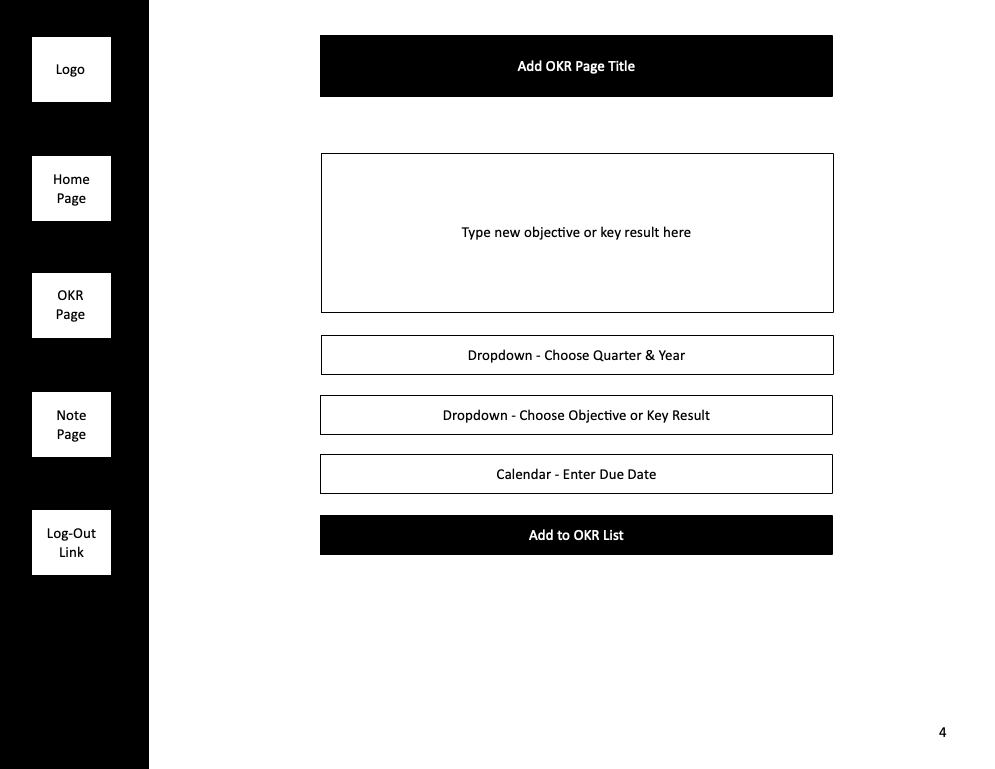 Logo
Home
Page
OKR
Page
Note
Page
Log-Out
Link
Add OKR Page Title
Type new objective or key result here
Dropdown - Choose Quarter & Year
Dropdown - Choose Objective or Key Result
Calendar - Enter Due Date
Add to OKR List
4